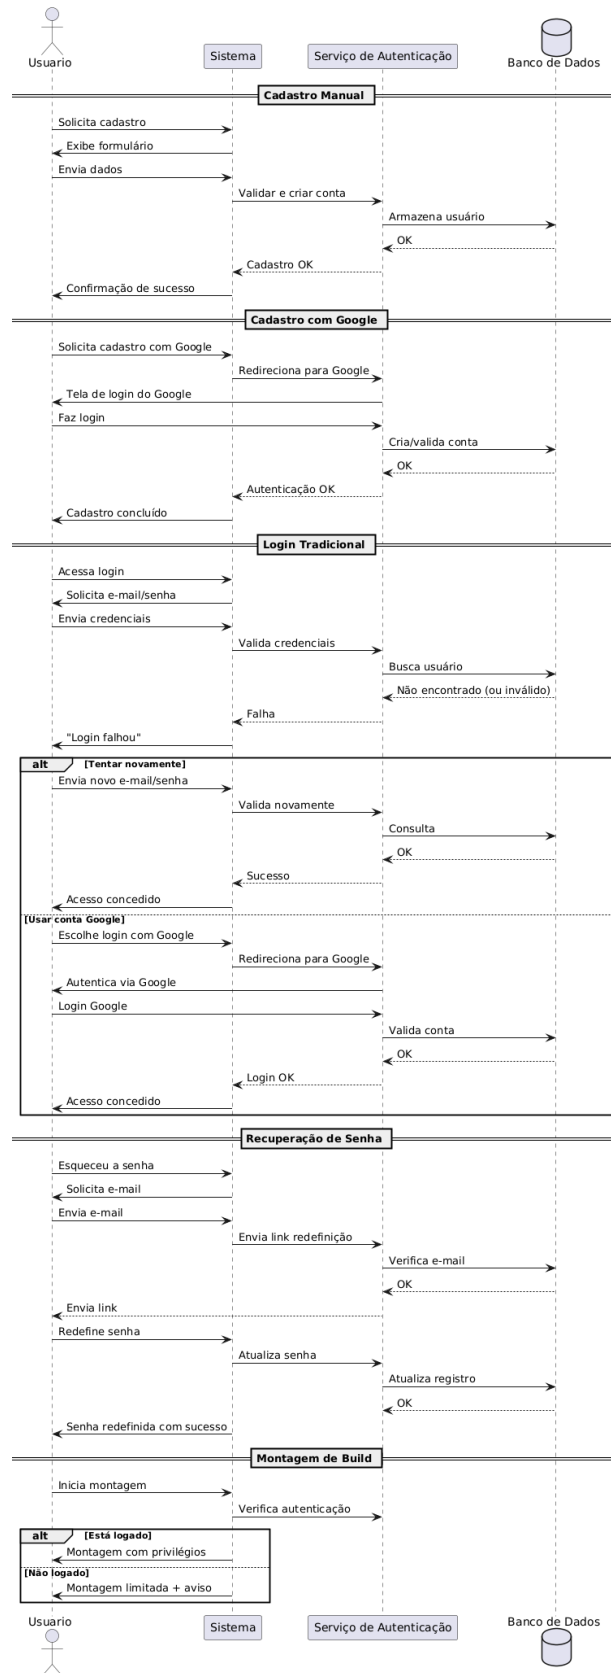 Usuario
Sistema
Serviço de Autenticação
Banco de Dados
Cadastro Manual
Solicita cadastro
Exibe formulário
Envia dados
Validar e criar conta
Armazena usuário
OK
Cadastro OK
Confirmação de sucesso
Cadastro com Google
Solicita cadastro com Google
Redireciona para Google
Tela de login do Google
Faz login
Cria/valida conta
OK
Autenticação OK
Cadastro concluído
Login Tradicional
Acessa login
Solicita e-mail/senha
Envia credenciais
Valida credenciais
Busca usuário
Não encontrado (ou inválido)
Falha
"Login falhou"
alt [Tentar novamente]
Envia novo e-mail/senha
Valida novamente
Consulta
OK
Sucesso
Acesso concedido
[Usar conta Google]
Escolhe login com Google
Redireciona para Google
Autentica via Google
Login Google
Valida conta
OK
Login OK
Acesso concedido
Recuperação de Senha
Esqueceu a senha
Solicita e-mail
Envia e-mail
Envia link redefinição
Verifica e-mail
OK
Envia link
Redefine senha
Atualiza senha
Atualiza registro
OK
Senha redefinida com sucesso
Montagem de Build
Inicia montagem
Verifica autenticação
alt [Está logado]
Montagem com privilégios
[Não logado]
Montagem limitada + aviso
Usuario
Sistema
Serviço de Autenticação
Banco de Dados